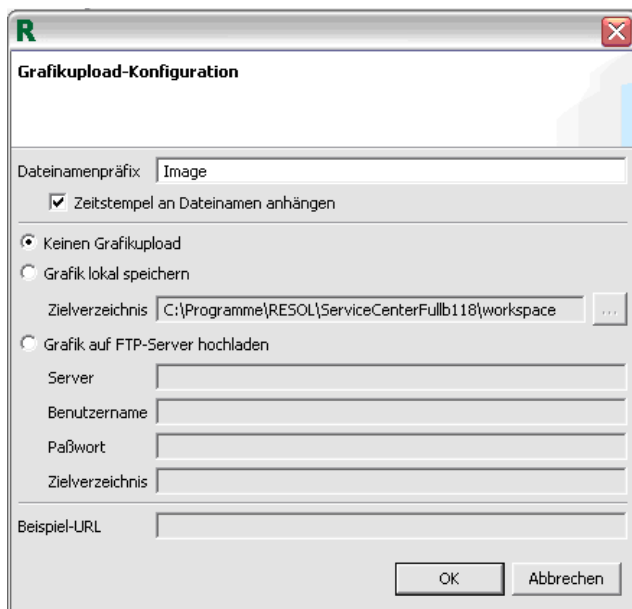 R
Grafikupload-Konfiguration
Dateinamenpräfix Image
Zeitstempel an Dateinamen anhängen
Keinen Grafikupload
Grafik lokal speichern
Zielverzeichnis C:\Programme\RESOL\ServiceCenterFullb118\workspace ...
Grafik auf FTP-Server hochladen
Server
Benutzername
Paßwort
Zielverzeichnis
Beispiel-URL
OK Abbrechen